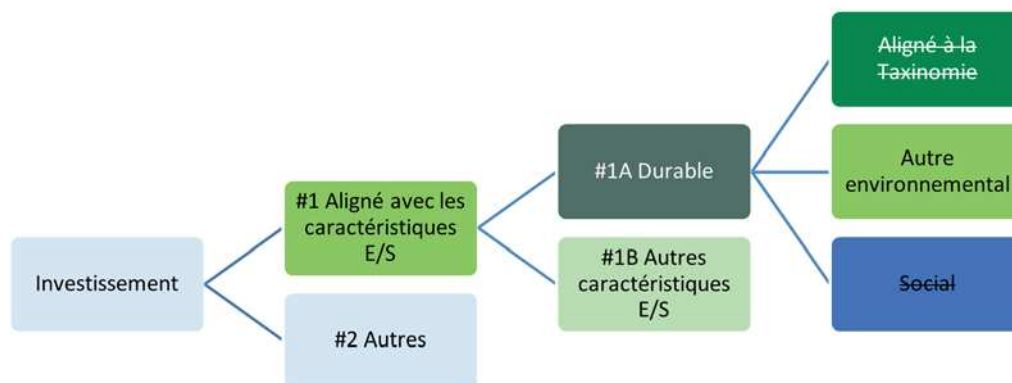 Investissement
#1 Aligné avec les
caractéristiques
E/S
#2 Autres
#1A Durable
#1B Autres
caractéristiques
E/S
Aligné à la
Taxinomie
Autre
environnemental
Social